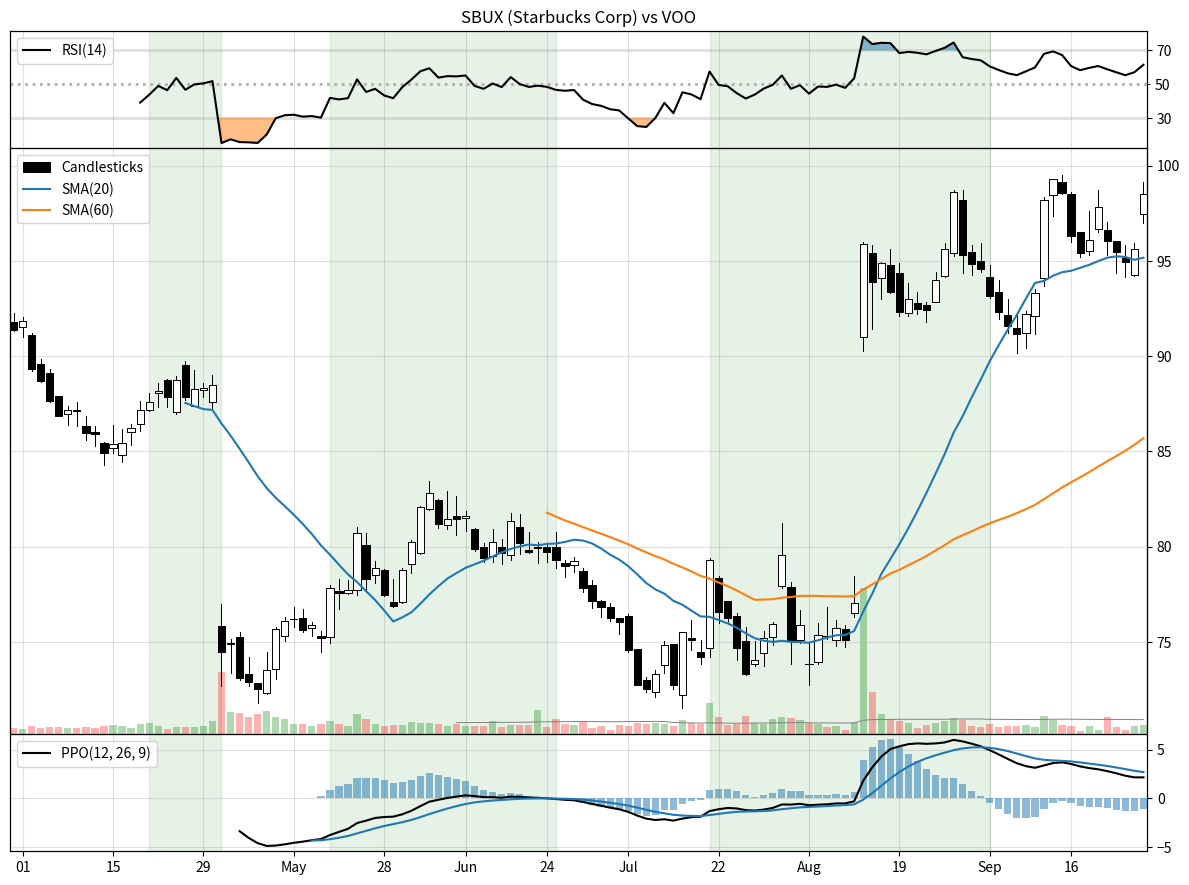 SBUX (Starbucks Corp) vs VOO
RSI(14)
70
50
30
Candlesticks
SMA(20)
SMA(60)
100
95
90
85
80
75
PPO(12, 26, 9)
5
0
−5
01 15 29 May 28 Jun 24 Jul 22 Aug 19 Sep 16